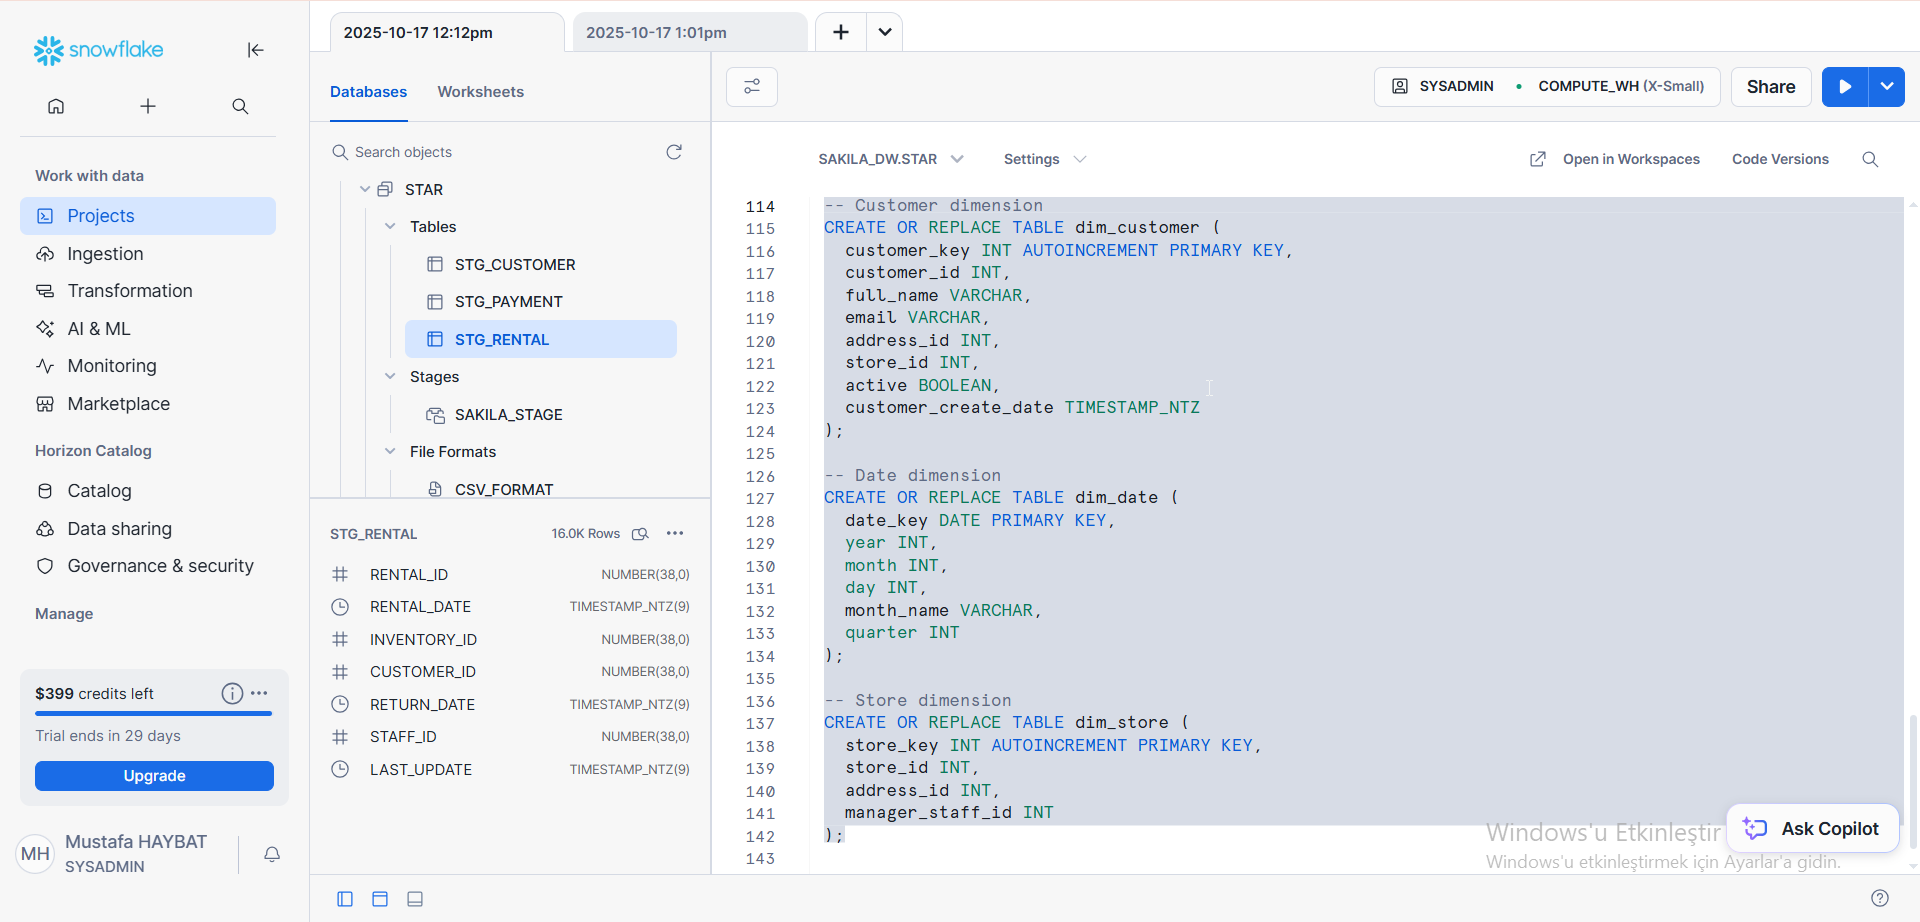 snowflake
Work with data
Projects
Ingestion
Transformation
AI & ML
Monitoring
Marketplace
Horizon Catalog
Catalog
Data sharing
Governance & security
Manage
$399 credits left
Trial ends in 29 days
Upgrade
MH
Mustafa HAYBAT
SYSADMIN
2025-10-17 12:12pm
2025-10-17 1:01pm
Databases
Worksheets
Search objects
STAR
Tables
STG_CUSTOMER
STG_PAYMENT
STG_RENTAL
Stages
SAKILA_STAGE
File Formats
CSV_FORMAT
STG_RENTAL 16.0K Rows
RENTAL_ID NUMBER(38,0)
RENTAL_DATE TIMESTAMP_NTZ(9)
INVENTORY_ID NUMBER(38,0)
CUSTOMER_ID NUMBER(38,0)
RETURN_DATE TIMESTAMP_NTZ(9)
STAFF_ID NUMBER(38,0)
LAST_UPDATE TIMESTAMP_NTZ(9)
SYSADMIN COMPUTE_WH (X-Small)
Share
SAKILA_DW.STAR
Settings
Open in Workspaces
Code Versions
114 -- Customer dimension
115 CREATE OR REPLACE TABLE dim_customer (
116 customer_key INT AUTOINCREMENT PRIMARY KEY,
117 customer_id INT,
118 full_name VARCHAR,
119 email VARCHAR,
120 address_id INT,
121 store_id INT,
122 active BOOLEAN,
123 customer_create_date TIMESTAMP_NTZ
124 );
125
126 -- Date dimension
127 CREATE OR REPLACE TABLE dim_date (
128 date_key DATE PRIMARY KEY,
129 year INT,
130 month INT,
131 day INT,
132 month_name VARCHAR,
133 quarter INT
134 );
135
136 -- Store dimension
137 CREATE OR REPLACE TABLE dim_store (
138 store_key INT AUTOINCREMENT PRIMARY KEY,
139 store_id INT,
140 address_id INT,
141 manager_staff_id INT
142 );
143
Windows'u Etkinleştir
Windows'u etkinleştirmek için Ayarlar'a gidin.
Ask Copilot